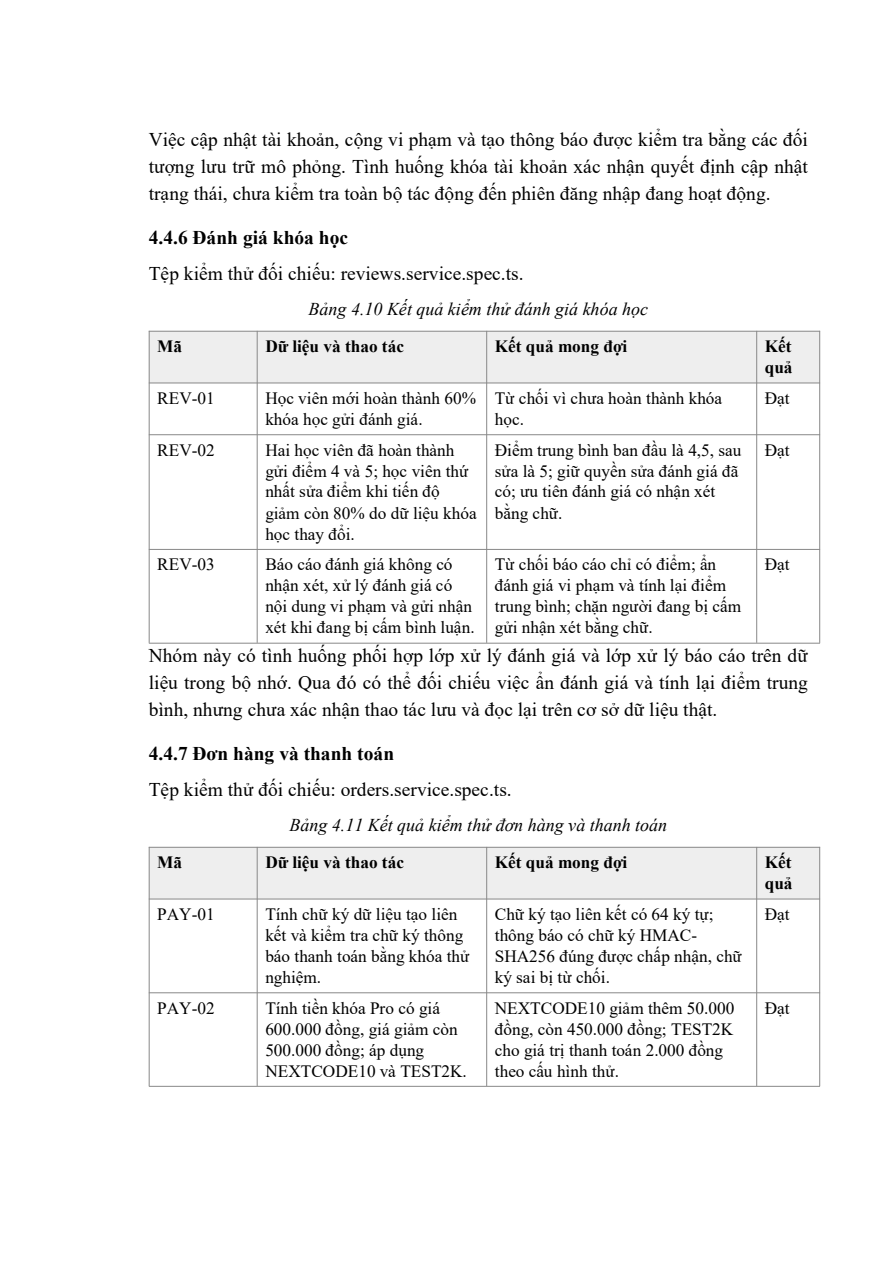 Việc cập nhật tài khoản, cộng vi phạm và tạo thông báo được kiểm tra bằng các đối
tượng lưu trữ mô phỏng. Tình huống khóa tài khoản xác nhận quyết định cập nhật
trạng thái, chưa kiểm tra toàn bộ tác động đến phiên đăng nhập đang hoạt động.
4.4.6 Đánh giá khóa học
Tệp kiểm thử đối chiếu: reviews.service.spec.ts.
Bảng 4.10 Kết quả kiểm thử đánh giá khóa học
Mã
Dữ liệu và thao tác
Kết quả mong đợi
Kết
quả
REV-01
Học viên mới hoàn thành 60%
khóa học gửi đánh giá.
Từ chối vì chưa hoàn thành khóa
học.
Đạt
REV-02
Hai học viên đã hoàn thành
gửi điểm 4 và 5; học viên thứ
nhất sửa điểm khi tiến độ
giảm còn 80% do dữ liệu khóa
học thay đổi.
Điểm trung bình ban đầu là 4,5, sau
sửa là 5; giữ quyền sửa đánh giá đã
có; ưu tiên đánh giá có nhận xét
bằng chữ.
Đạt
REV-03
Báo cáo đánh giá không có
nhận xét, xử lý đánh giá có
nội dung vi phạm và gửi nhận
xét khi đang bị cấm bình luận.
Từ chối báo cáo chỉ có điểm; ẩn
đánh giá vi phạm và tính lại điểm
trung bình; chặn người đang bị cấm
gửi nhận xét bằng chữ.
Đạt
Nhóm này có tình huống phối hợp lớp xử lý đánh giá và lớp xử lý báo cáo trên dữ
liệu trong bộ nhớ. Qua đó có thể đối chiếu việc ẩn đánh giá và tính lại điểm trung
bình, nhưng chưa xác nhận thao tác lưu và đọc lại trên cơ sở dữ liệu thật.
4.4.7 Đơn hàng và thanh toán
Tệp kiểm thử đối chiếu: orders.service.spec.ts.
Bảng 4.11 Kết quả kiểm thử đơn hàng và thanh toán
Mã
Dữ liệu và thao tác
Kết quả mong đợi
Kết
quả
PAY-01
Tính chữ ký dữ liệu tạo liên
kết và kiểm tra chữ ký thông
báo thanh toán bằng khóa thử
nghiệm.
Chữ ký tạo liên kết có 64 ký tự;
thông báo có chữ ký HMAC-
SHA256 đúng được chấp nhận, chữ
ký sai bị từ chối.
Đạt
PAY-02
Tính tiền khóa Pro có giá
600.000 đồng, giá giảm còn
500.000 đồng; áp dụng
NEXTCODE10 và TEST2K.
NEXTCODE10 giảm thêm 50.000
đồng, còn 450.000 đồng; TEST2K
cho giá trị thanh toán 2.000 đồng
theo cấu hình thử.
Đạt